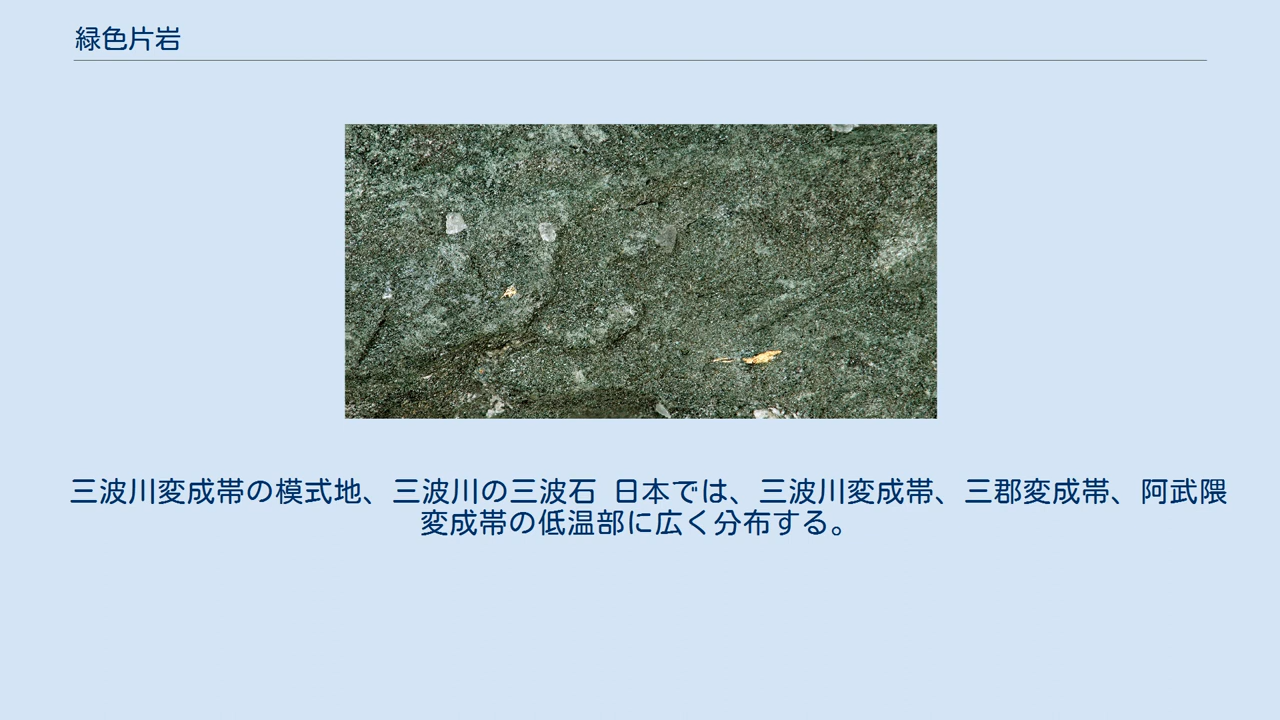 緑色片岩
三波川変成帯の模式地、三波川の三波石 日本では、三波川変成帯、三郡変成帯、阿武隈
変成帯の低温部に広く分布する。